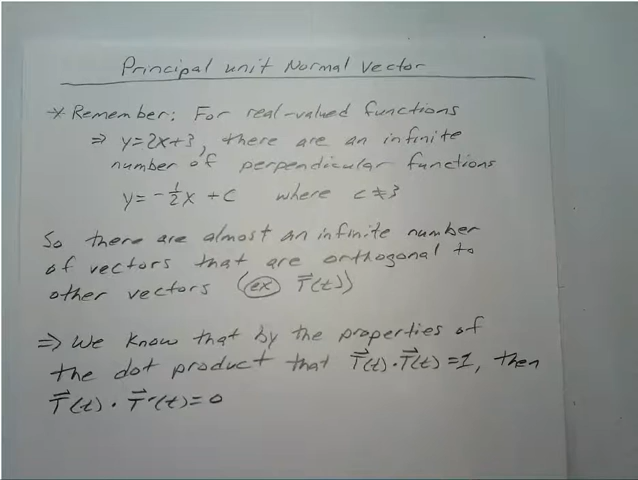 Principal unit Normal Vector
* Remember: For real-valued functions
⇒ y=2x+3, there are an infinite
number of perpendicular functions
y=-1/2x+C where c≠3
So there are almost an infinite number
of vectors that are orthogonal to
other vectors (ex T⃗(t))
⇒ We know that by the properties of
the dot product that T⃗(t)·T⃗(t)=1, then
T⃗(t)·T⃗'(t)=0